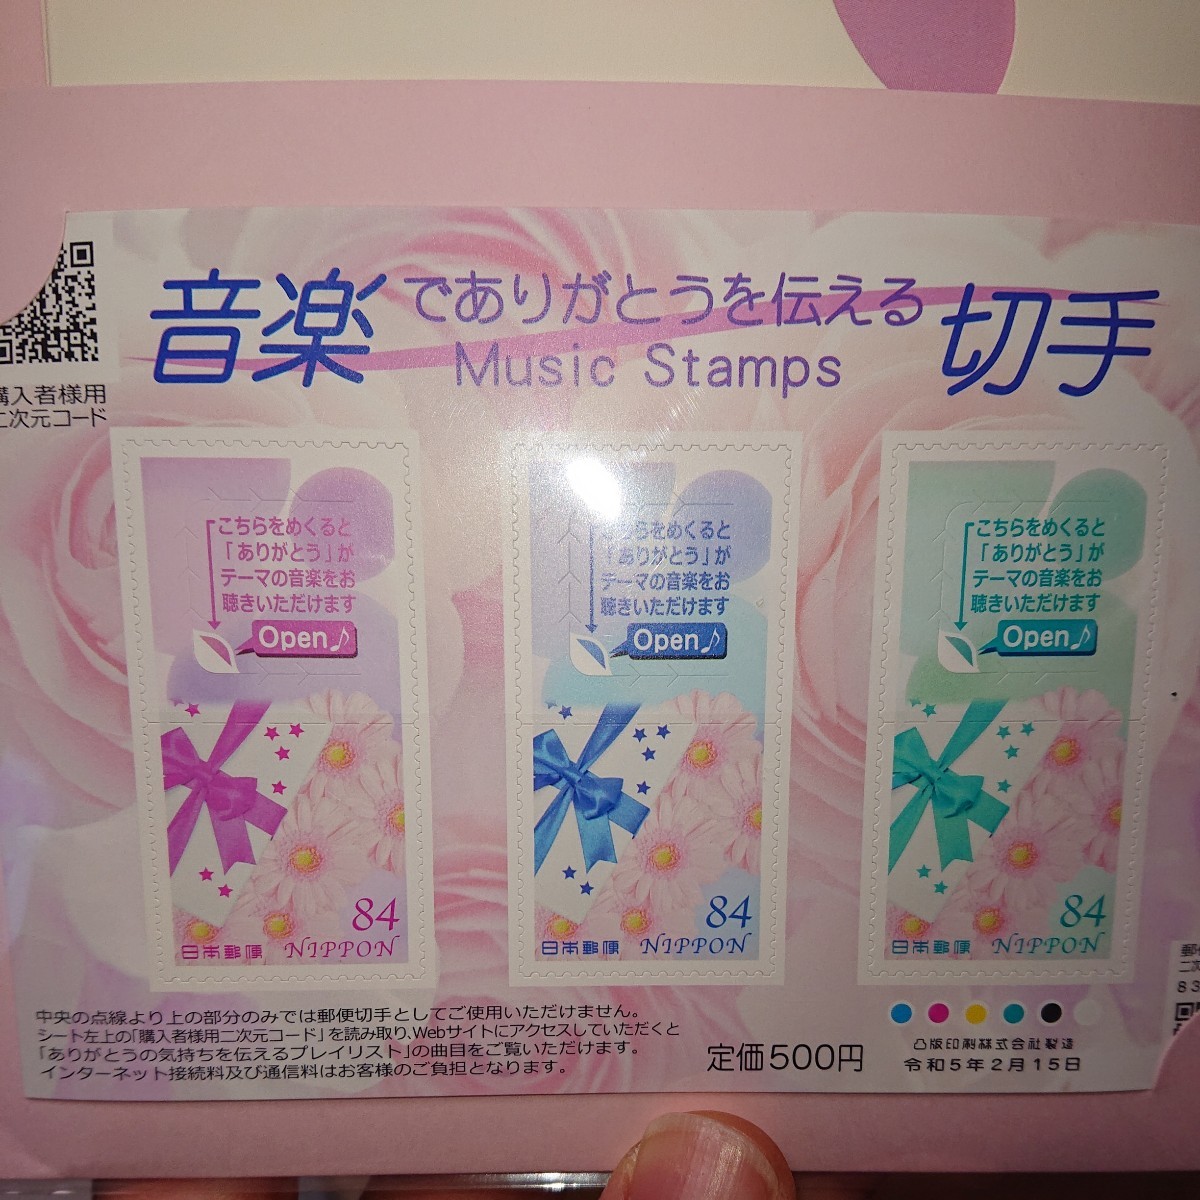 音楽でありがとうを伝える切手
Music Stamps
購入者様用
二次元コード
こちらをめくると
「ありがとう」が
テーマの音楽をお
聴きいただけます
Open♪
84
日本郵便 NIPPON
こちらをめくると
「ありがとう」が
テーマの音楽をお
聴きいただけます
Open♪
84
日本郵便 NIPPON
こちらをめくると
「ありがとう」が
テーマの音楽をお
聴きいただけます
Open♪
84
日本郵便 NIPPON
中央の点線より上の部分のみでは郵便切手としてご使用いただけません。
シート左上の「購入者様用二次元コード」を読み取り、Webサイトにアクセスしていただくと
「ありがとうの気持ちを伝えるプレイリスト」の曲目をご覧いただけます。
インターネット接続料及び通信料はお客様のご負担となります。
定価500円
凸版印刷株式会社製造
令和5年2月15日